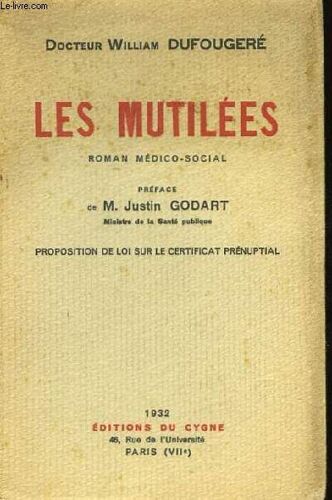 Le-livre.com
DOCTEUR WILLIAM DUFOUGERÉ
LES MUTILÉES
ROMAN MÉDICO-SOCIAL
PRÉFACE
de M. Justin GODART
Ministre de la Santé publique
PROPOSITION DE LOI SUR LE CERTIFICAT PRÉNUPTIAL
1932
ÉDITIONS DU CYGNE
46, Rue de l'Université
PARIS (VIIe)